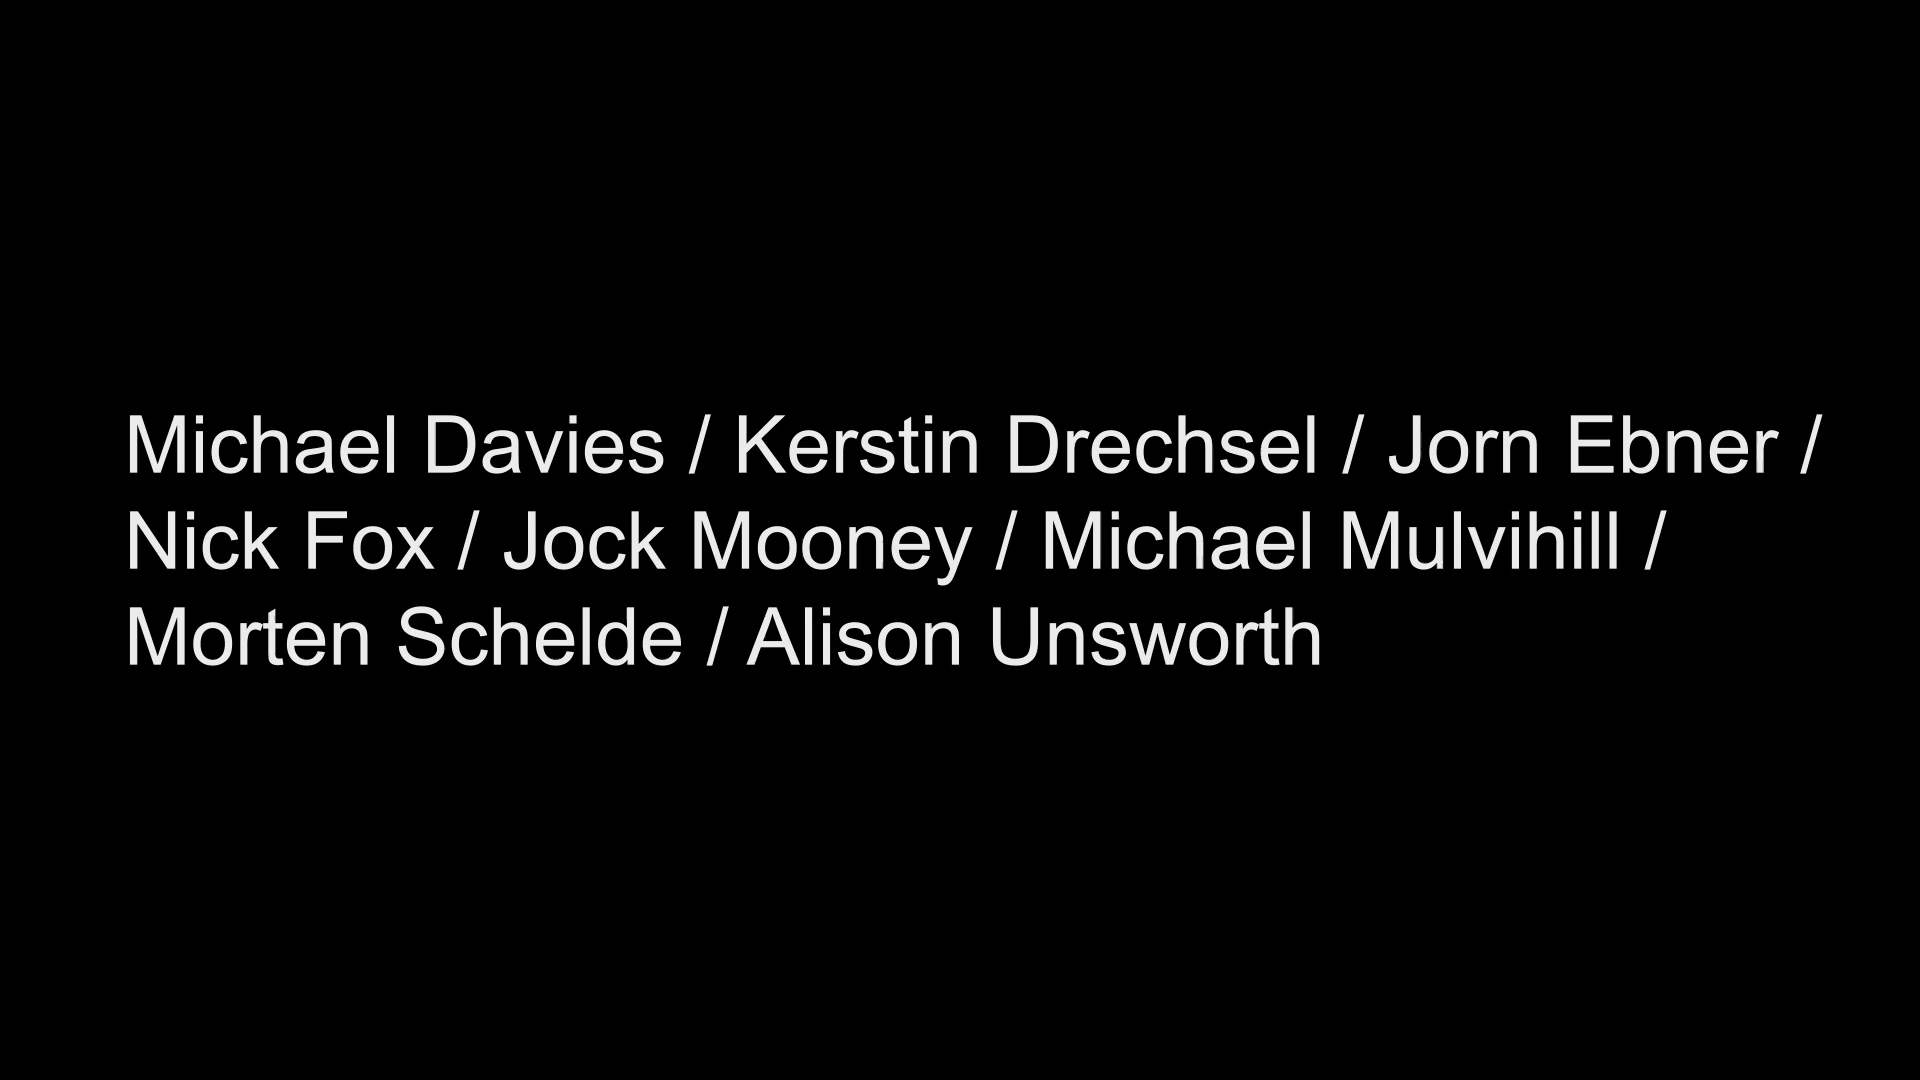 Michael Davies / Kerstin Drechsel / Jorn Ebner /
Nick Fox / Jock Mooney / Michael Mulvihill /
Morten Schelde / Alison Unsworth